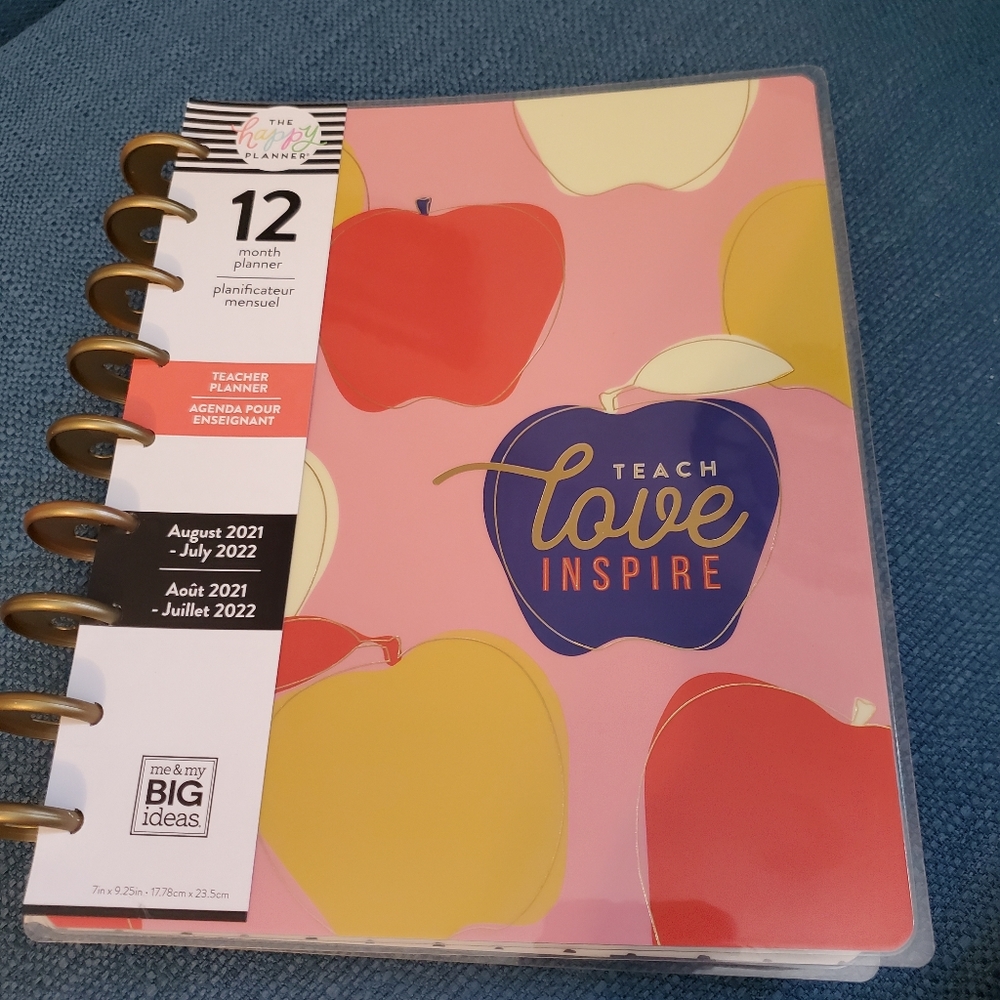 THE
happy
PLANNER®
12
month
planner
planificateur
mensuel
TEACHER
PLANNER
AGENDA POUR
ENSEIGNANT
August 2021
- July 2022
Août 2021
- Juillet 2022
me & my
BIG
ideas.
7in x 9.25in • 17.78cm x 23.5cm
TEACH
love
INSPIRE